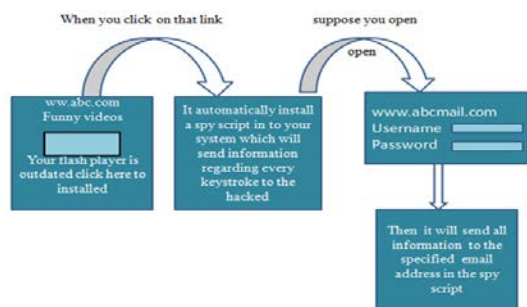 When you click on that link
suppose you open
open
ww.abc.com
Funny videos
Your flash player is
outdated click here to
installed
It automatically install
a spy script in to your
system which will
send information
regarding every
keystroke to the
hacked
www.abcmail.com
Username
Password
Then it will send all
information to the
specified email
address in the spy
script